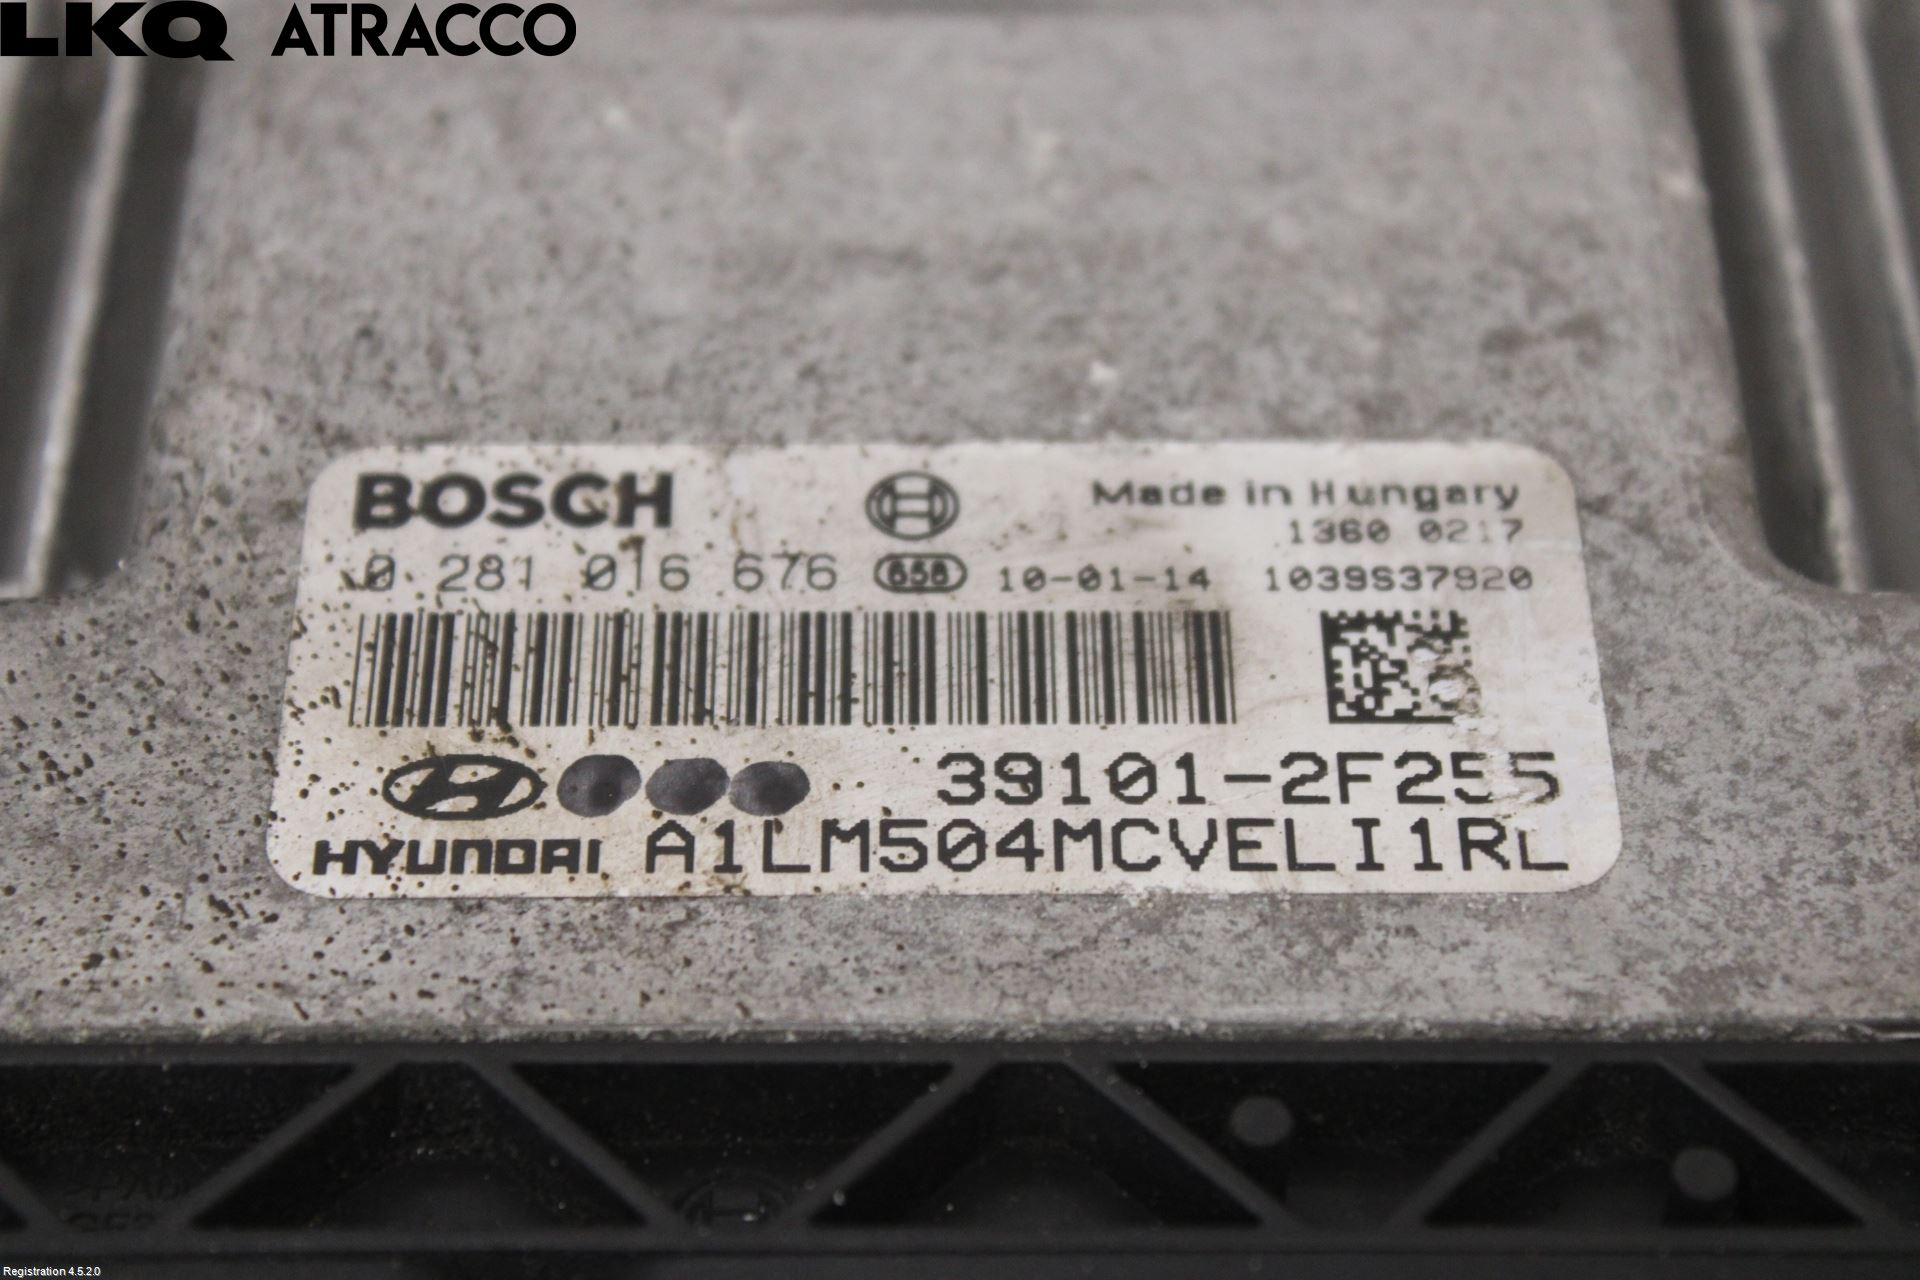 LKQ ATRACCO
BOSCH
Made in Hungary
1360 0217
0 281 016 676 656 10-01-14 1039S37920
39101-2F255
HYUNDAI A1LM504MCVELI1RL
Registration 4.5.2.0